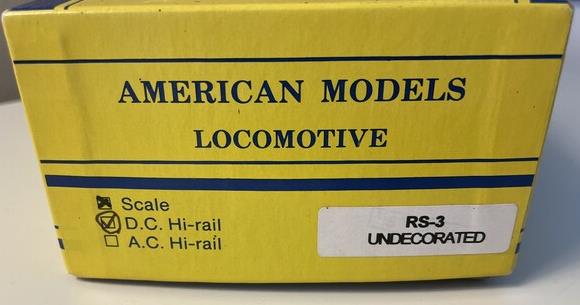 AMERICAN MODELS
LOCOMOTIVE
Scale
D.C. Hi-rail
A.C. Hi-rail
RS-3
UNDECORATED